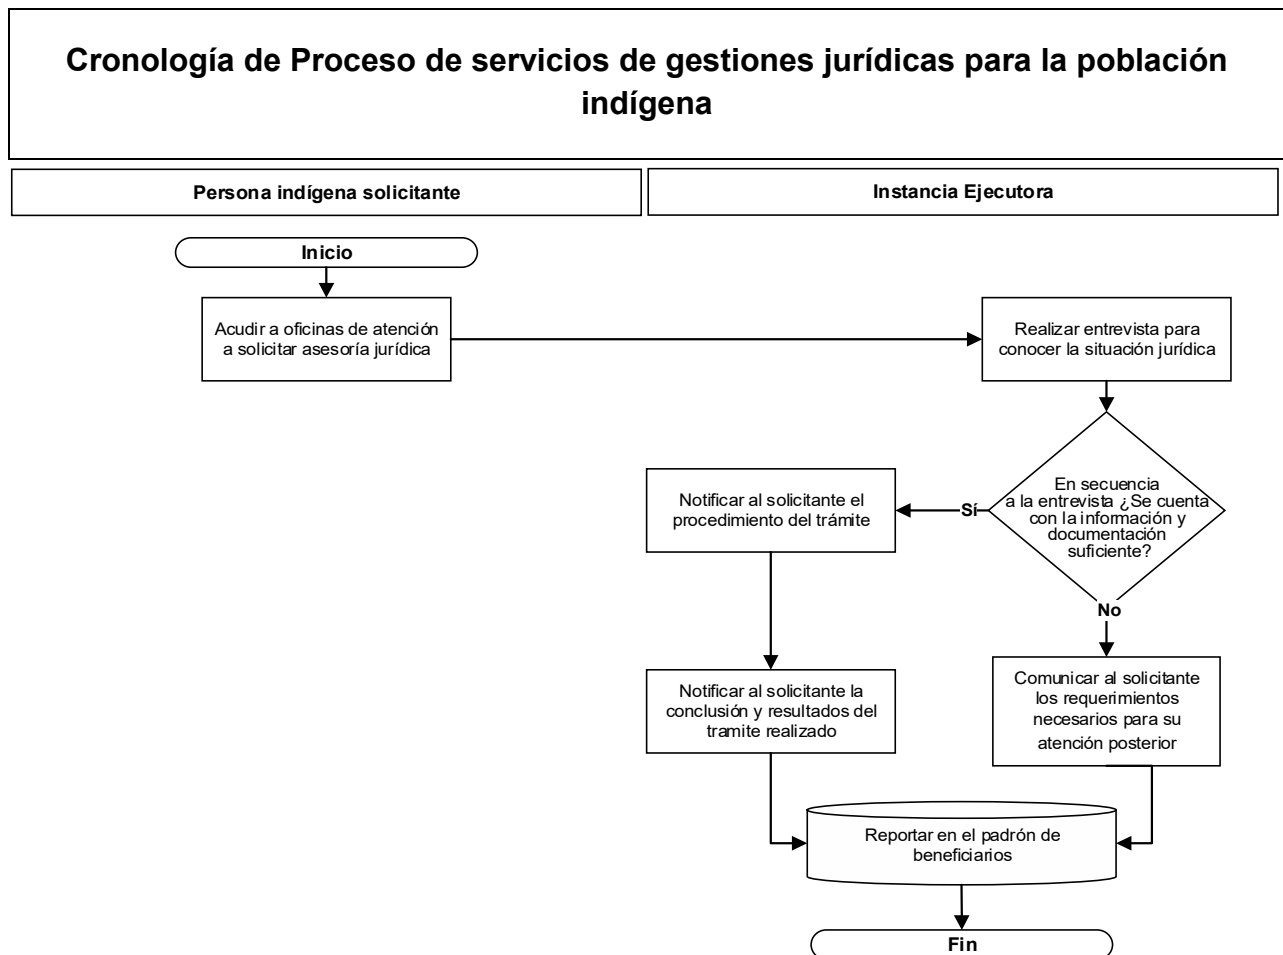 Cronología de Proceso de servicios de gestiones jurídicas para la población
indígena
Persona indígena solicitante
Instancia Ejecutora
Inicio
Acudir a oficinas de atención
a solicitar asesoría jurídica
Realizar entrevista para
conocer la situación jurídica
En secuencia
a la entrevista ¿Se cuenta
con la información y
documentación
suficiente?
Sí
Notificar al solicitante el
procedimiento del trámite
No
Notificar al solicitante la
conclusión y resultados del
tramite realizado
Comunicar al solicitante
los requerimientos
necesarios para su
atención posterior
Reportar en el padrón de
beneficiarios
Fin